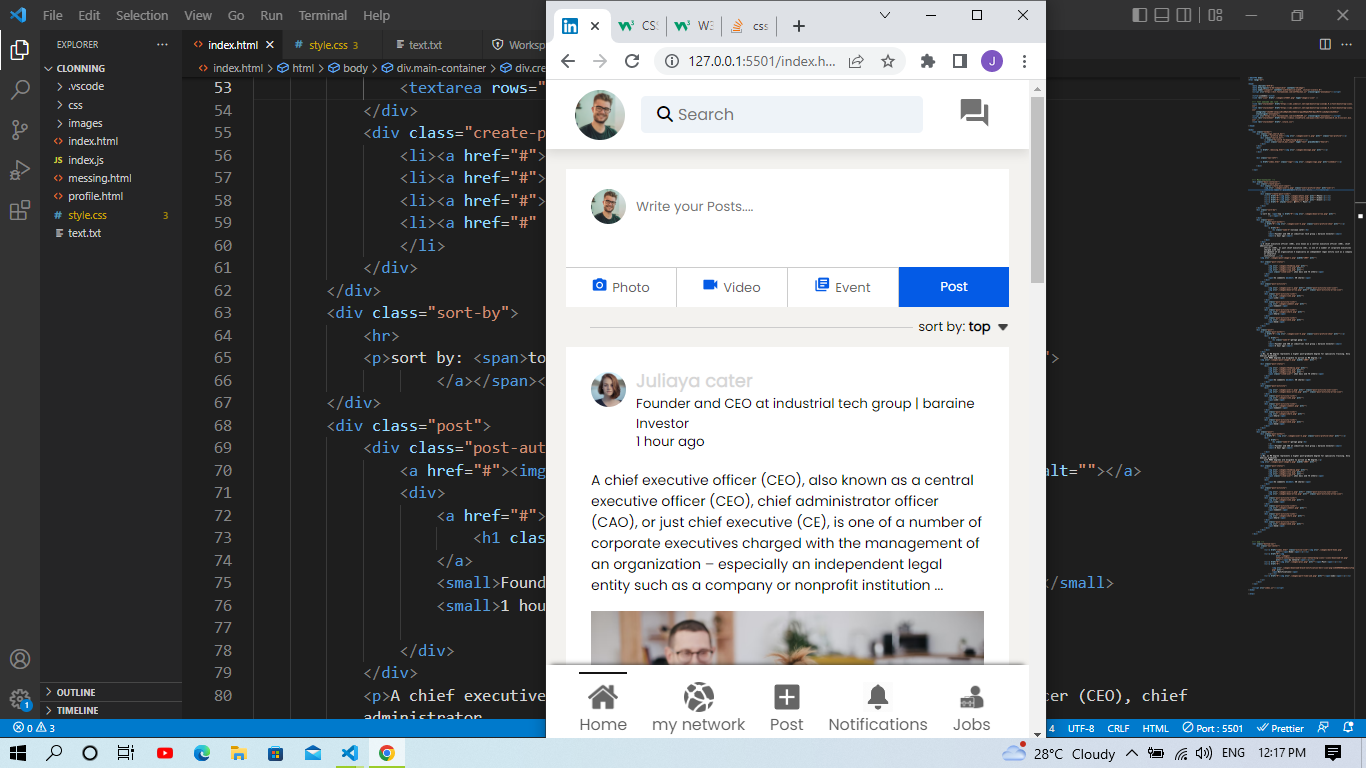 File Edit Selection View Go Run Terminal Help
EXPLORER
CLONNING
.vscode
css
images
index.html
JS index.js
messing.html
profile.html
# style.css 3
text.txt
OUTLINE
TIMELINE
index.html
# style.css 3
text.txt
Worksp
index.html > html > body > div.main-container > div.cre
53 <textarea rows="
54 </div>
55 <div class="create-p
56 <li><a href="#">
57 <li><a href="#">
58 <li><a href="#">
59 <li><a href="#"
60 </li>
61 </div>
62 </div>
63 <div class="sort-by">
64 <hr>
65 <p>sort by: <span>to ">
66 </a></span><
67 </div>
68 <div class="post">
69 <div class="post-aut
70 <a href="#"><img alt=""></a>
71 <div>
72 <a href="#">
73 <h1 clas
74 </a>
75 <small>Found </small>
76 <small>1 hou
77
78 </div>
79 </div>
80 <p>A chief executive er (CEO), chief
administrator
CS
W3
css
127.0.0.1:5501/index.h...
J
Search
Write your Posts....
Photo
Video
Event
Post
sort by: top
Juliaya cater
Founder and CEO at industrial tech group | baraine
Investor
1 hour ago
A chief executive officer (CEO), also known as a central
executive officer (CEO), chief administrator officer
(CAO), or just chief executive (CE), is one of a number of
corporate executives charged with the management of
an organization – especially an independent legal
entity such as a company or nonprofit institution ...
Home
my network
Post
Notifications
Jobs
1
0 3
4 UTF-8 CRLF HTML Port : 5501 Prettier
28°C Cloudy ENG 12:17 PM